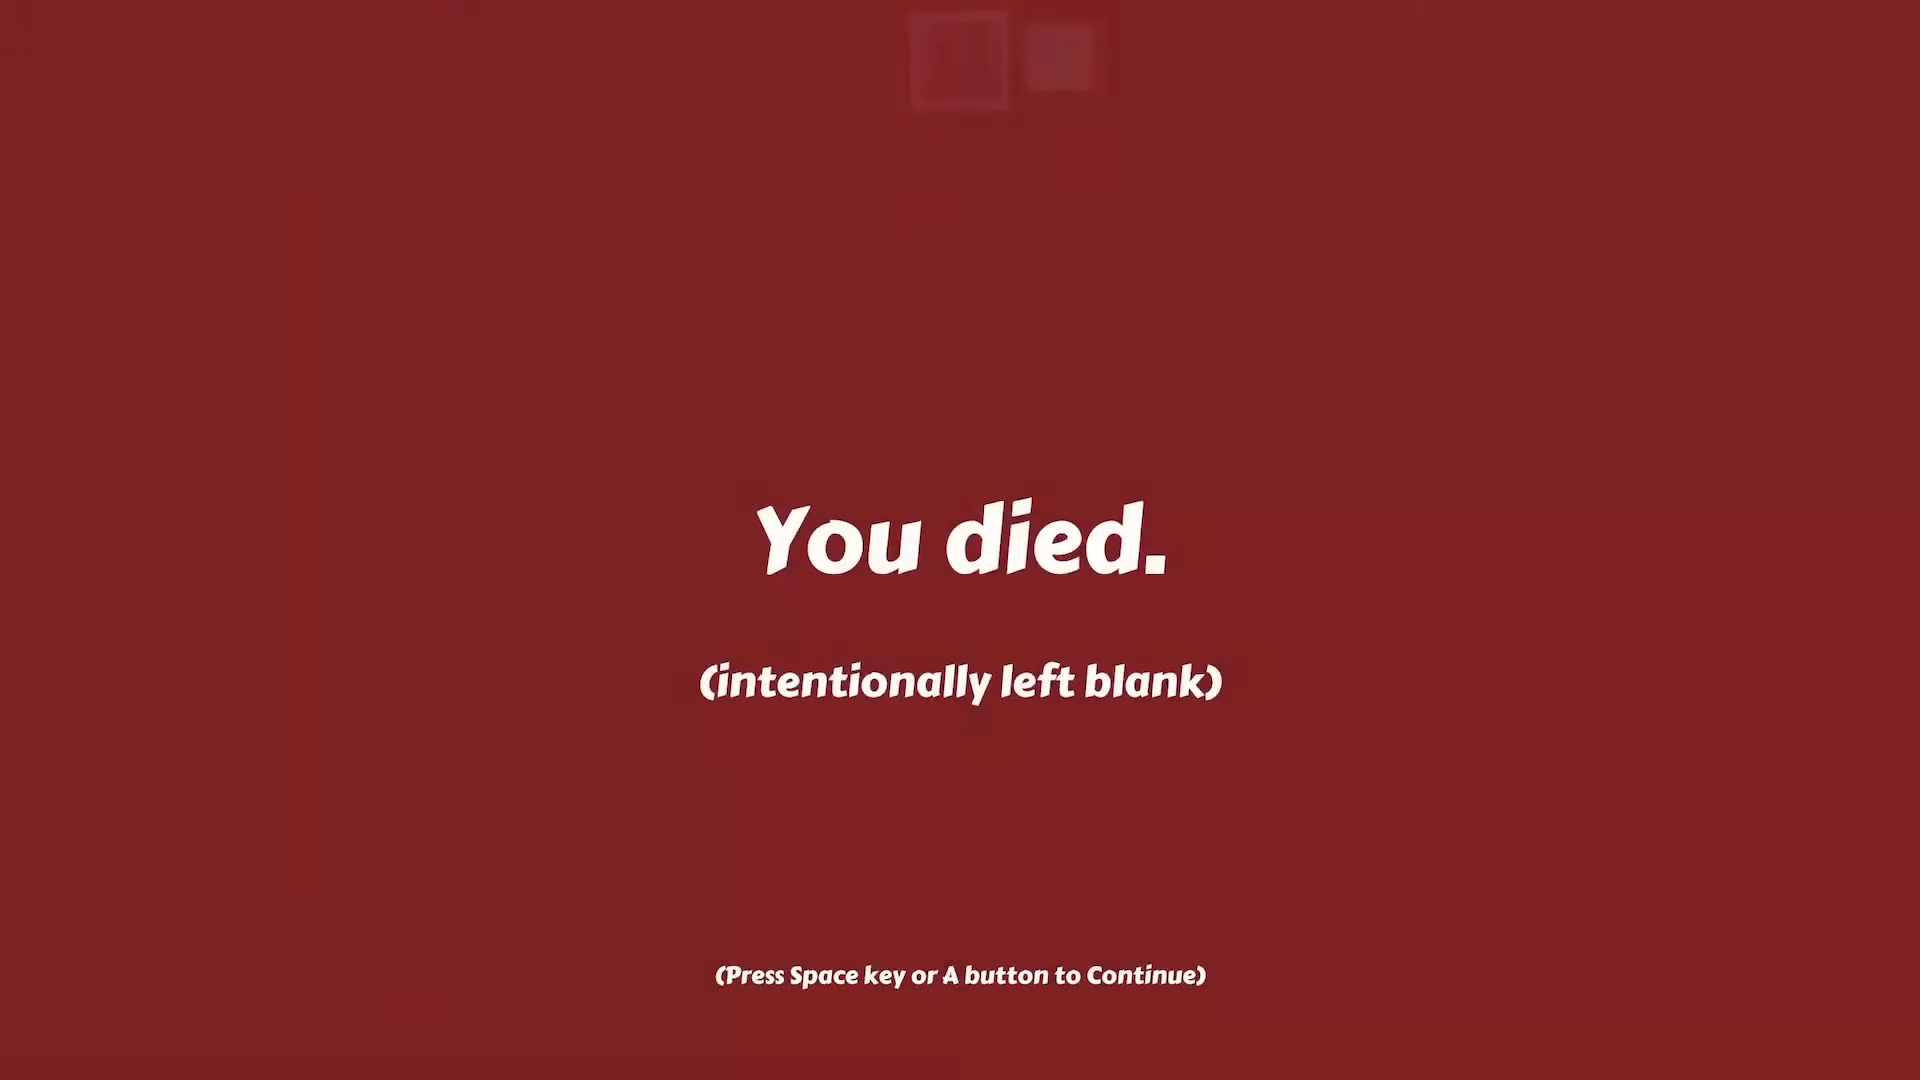 You died.
(intentionally left blank)
(Press Space key or A button to Continue)